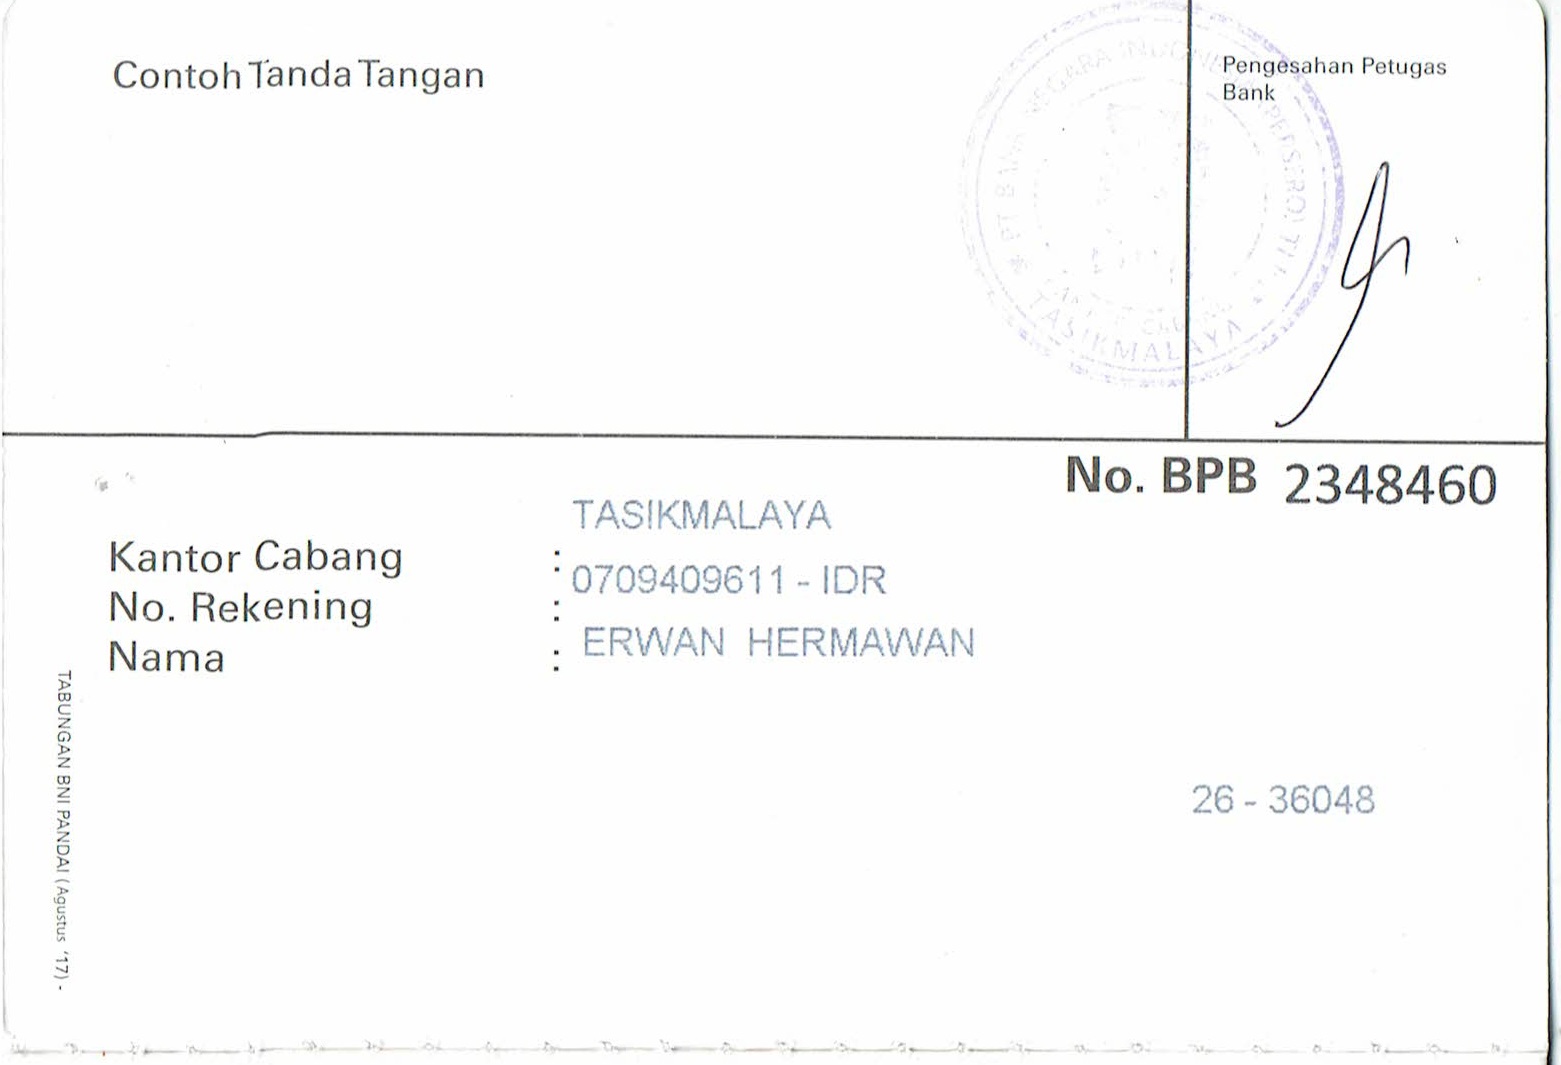 Contoh Tanda Tangan
Pengesahan Petugas
Bank
PT BANK NEGARA INDONESIA (PERSERO) Tbk
TASIKMALAYA
No. BPB 2348460
TASIKMALAYA
Kantor Cabang :
0709409611 - IDR
No. Rekening :
ERWAN HERMAWAN
Nama :
26 - 36048
TABUNGAN BNI PANDAI (Agustus '17) -